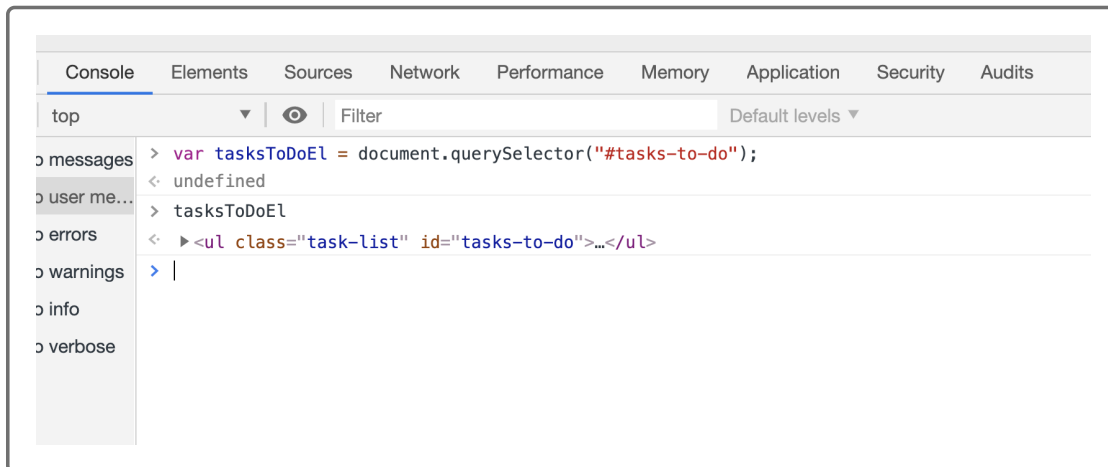 Console Elements Sources Network Performance Memory Application Security Audits
top ▼ Filter Default levels ▼
o messages
o user me…
o errors
o warnings
o info
o verbose
> var tasksToDoEl = document.querySelector("#tasks-to-do");
<· undefined
> tasksToDoEl
<· ▶<ul class="task-list" id="tasks-to-do">…</ul>
>